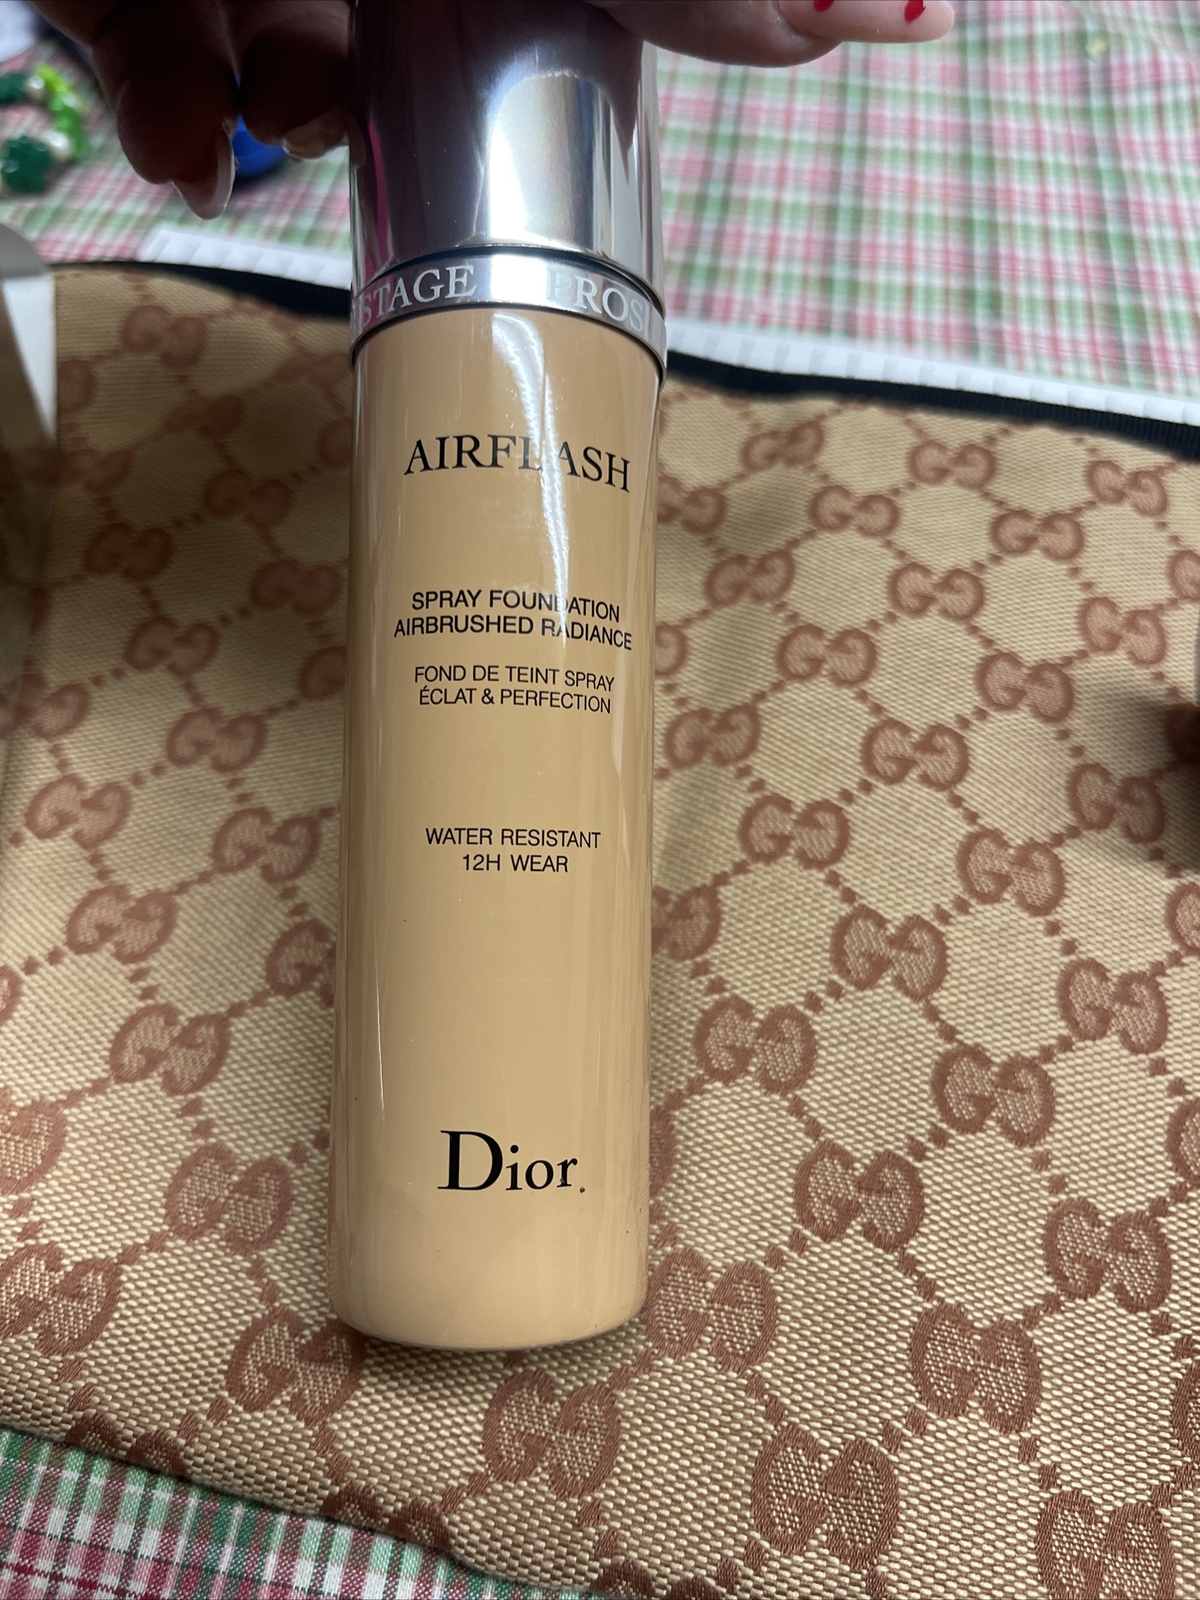 STAGE PROS
AIRFLASH
SPRAY FOUNDATION
AIRBRUSHED RADIANCE
FOND DE TEINT SPRAY
ÉCLAT & PERFECTION
WATER RESISTANT
12H WEAR
Dior.